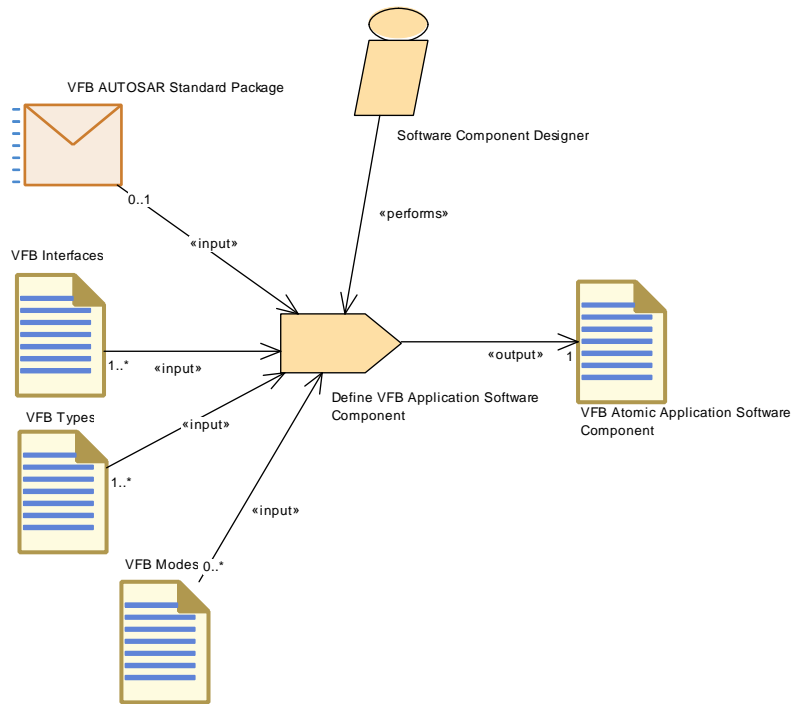 VFB AUTOSAR Standard Package
Software Component Designer
0..1
«performs»
«input»
VFB Interfaces
1..*
«input»
«output»
1
Define VFB Application Software
Component
VFB Atomic Application Software
Component
VFB Types
«input»
1..*
«input»
VFB Modes
0..*